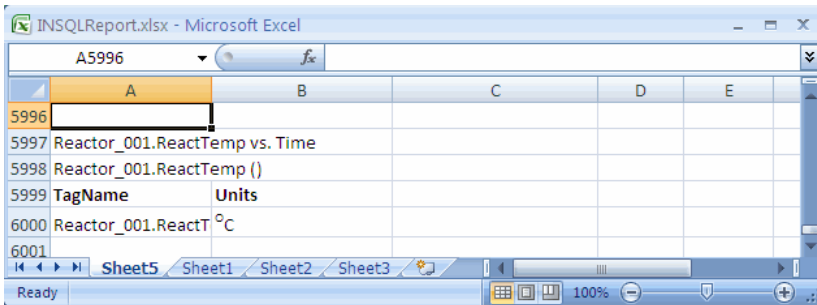 INSQLReport.xlsx - Microsoft Excel
A5996 fx
A B C D E
5996
5997 Reactor_001.ReactTemp vs. Time
5998 Reactor_001.ReactTemp ()
5999 TagName Units
6000 Reactor_001.ReactT °C
6001
Sheet5 Sheet1 Sheet2 Sheet3
Ready 100%